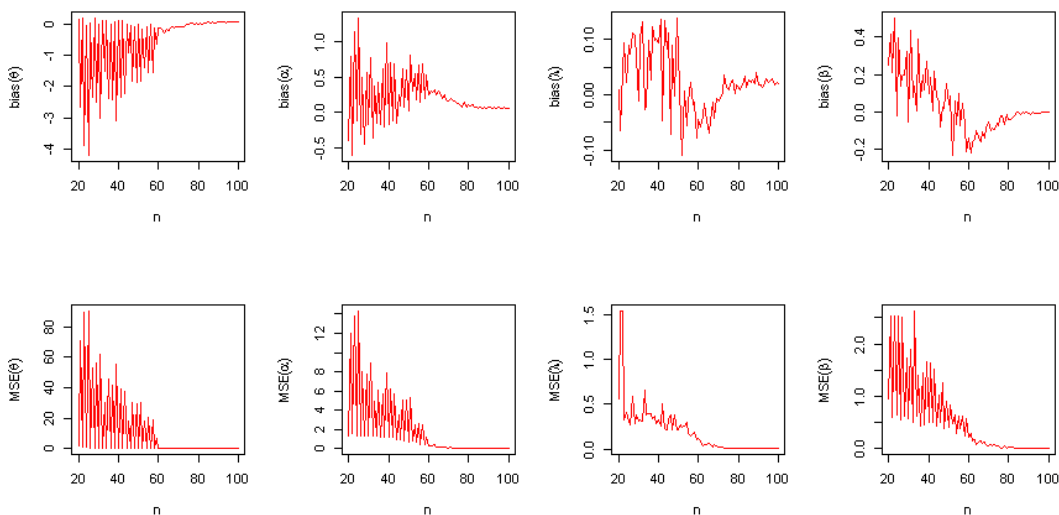 bias(θ)
0
-1
-2
-3
-4
20 40 60 80 100
n
bias(α)
1.0
0.5
0.0
-0.5
20 40 60 80 100
n
bias(λ)
0.10
0.00
-0.10
20 40 60 80 100
n
bias(β)
0.4
0.2
0.0
-0.2
20 40 60 80 100
n
MSE(θ)
80
60
40
20
0
20 40 60 80 100
n
MSE(α)
12
8
6
4
2
0
20 40 60 80 100
n
MSE(λ)
1.5
1.0
0.5
0.0
20 40 60 80 100
n
MSE(β)
2.0
1.0
0.0
20 40 60 80 100
n